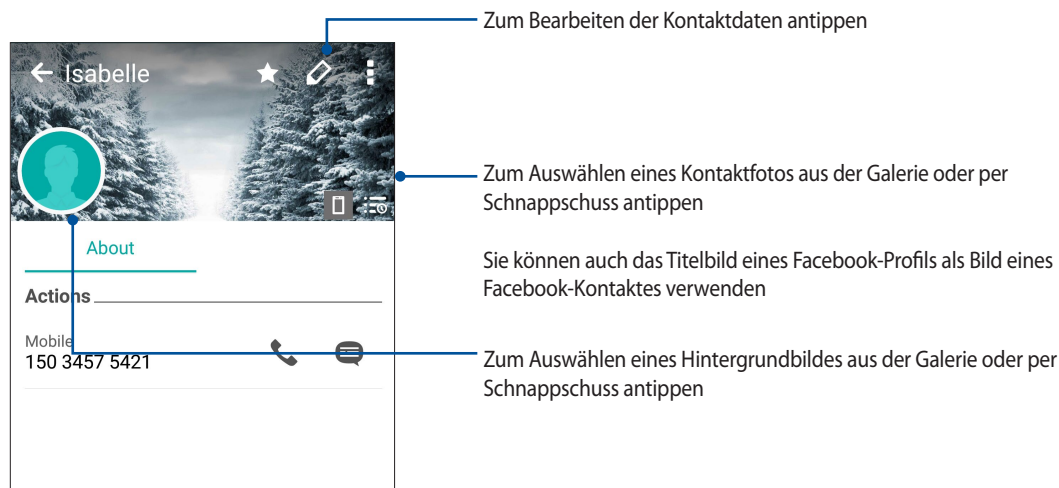 Zum Bearbeiten der Kontaktdaten antippen
Isabelle
Zum Auswählen eines Kontaktfotos aus der Galerie oder per
Schnappschuss antippen
About
Sie können auch das Titelbild eines Facebook-Profils als Bild eines
Facebook-Kontaktes verwenden
Actions
Mobile
150 3457 5421
Zum Auswählen eines Hintergrundbildes aus der Galerie oder per
Schnappschuss antippen